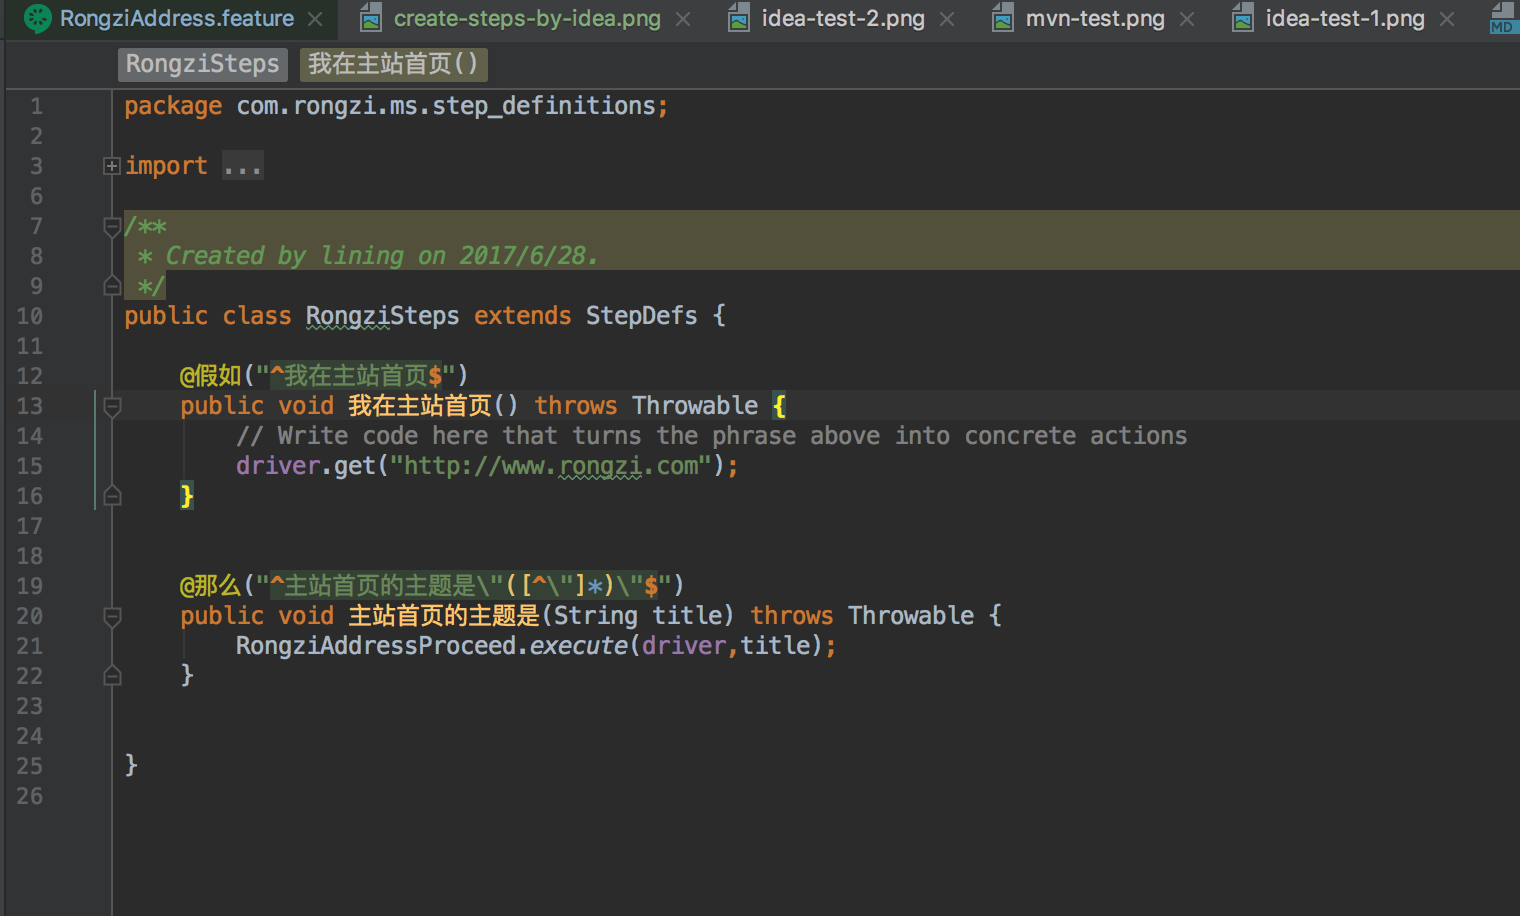 RongziAddress.feature create-steps-by-idea.png idea-test-2.png mvn-test.png idea-test-1.png MD
RongziSteps 我在主站首页()
1 package com.rongzi.ms.step_definitions;
2
3 import ...
6
7 /**
8 * Created by lining on 2017/6/28.
9 */
10 public class RongziSteps extends StepDefs {
11
12 @假如("^我在主站首页$")
13 public void 我在主站首页() throws Throwable {
14 // Write code here that turns the phrase above into concrete actions
15 driver.get("http://www.rongzi.com");
16 }
17
18
19 @那么("^主站首页的主题是\"([^\"]*)\"$")
20 public void 主站首页的主题是(String title) throws Throwable {
21 RongziAddressProceed.execute(driver,title);
22 }
23
24
25 }
26